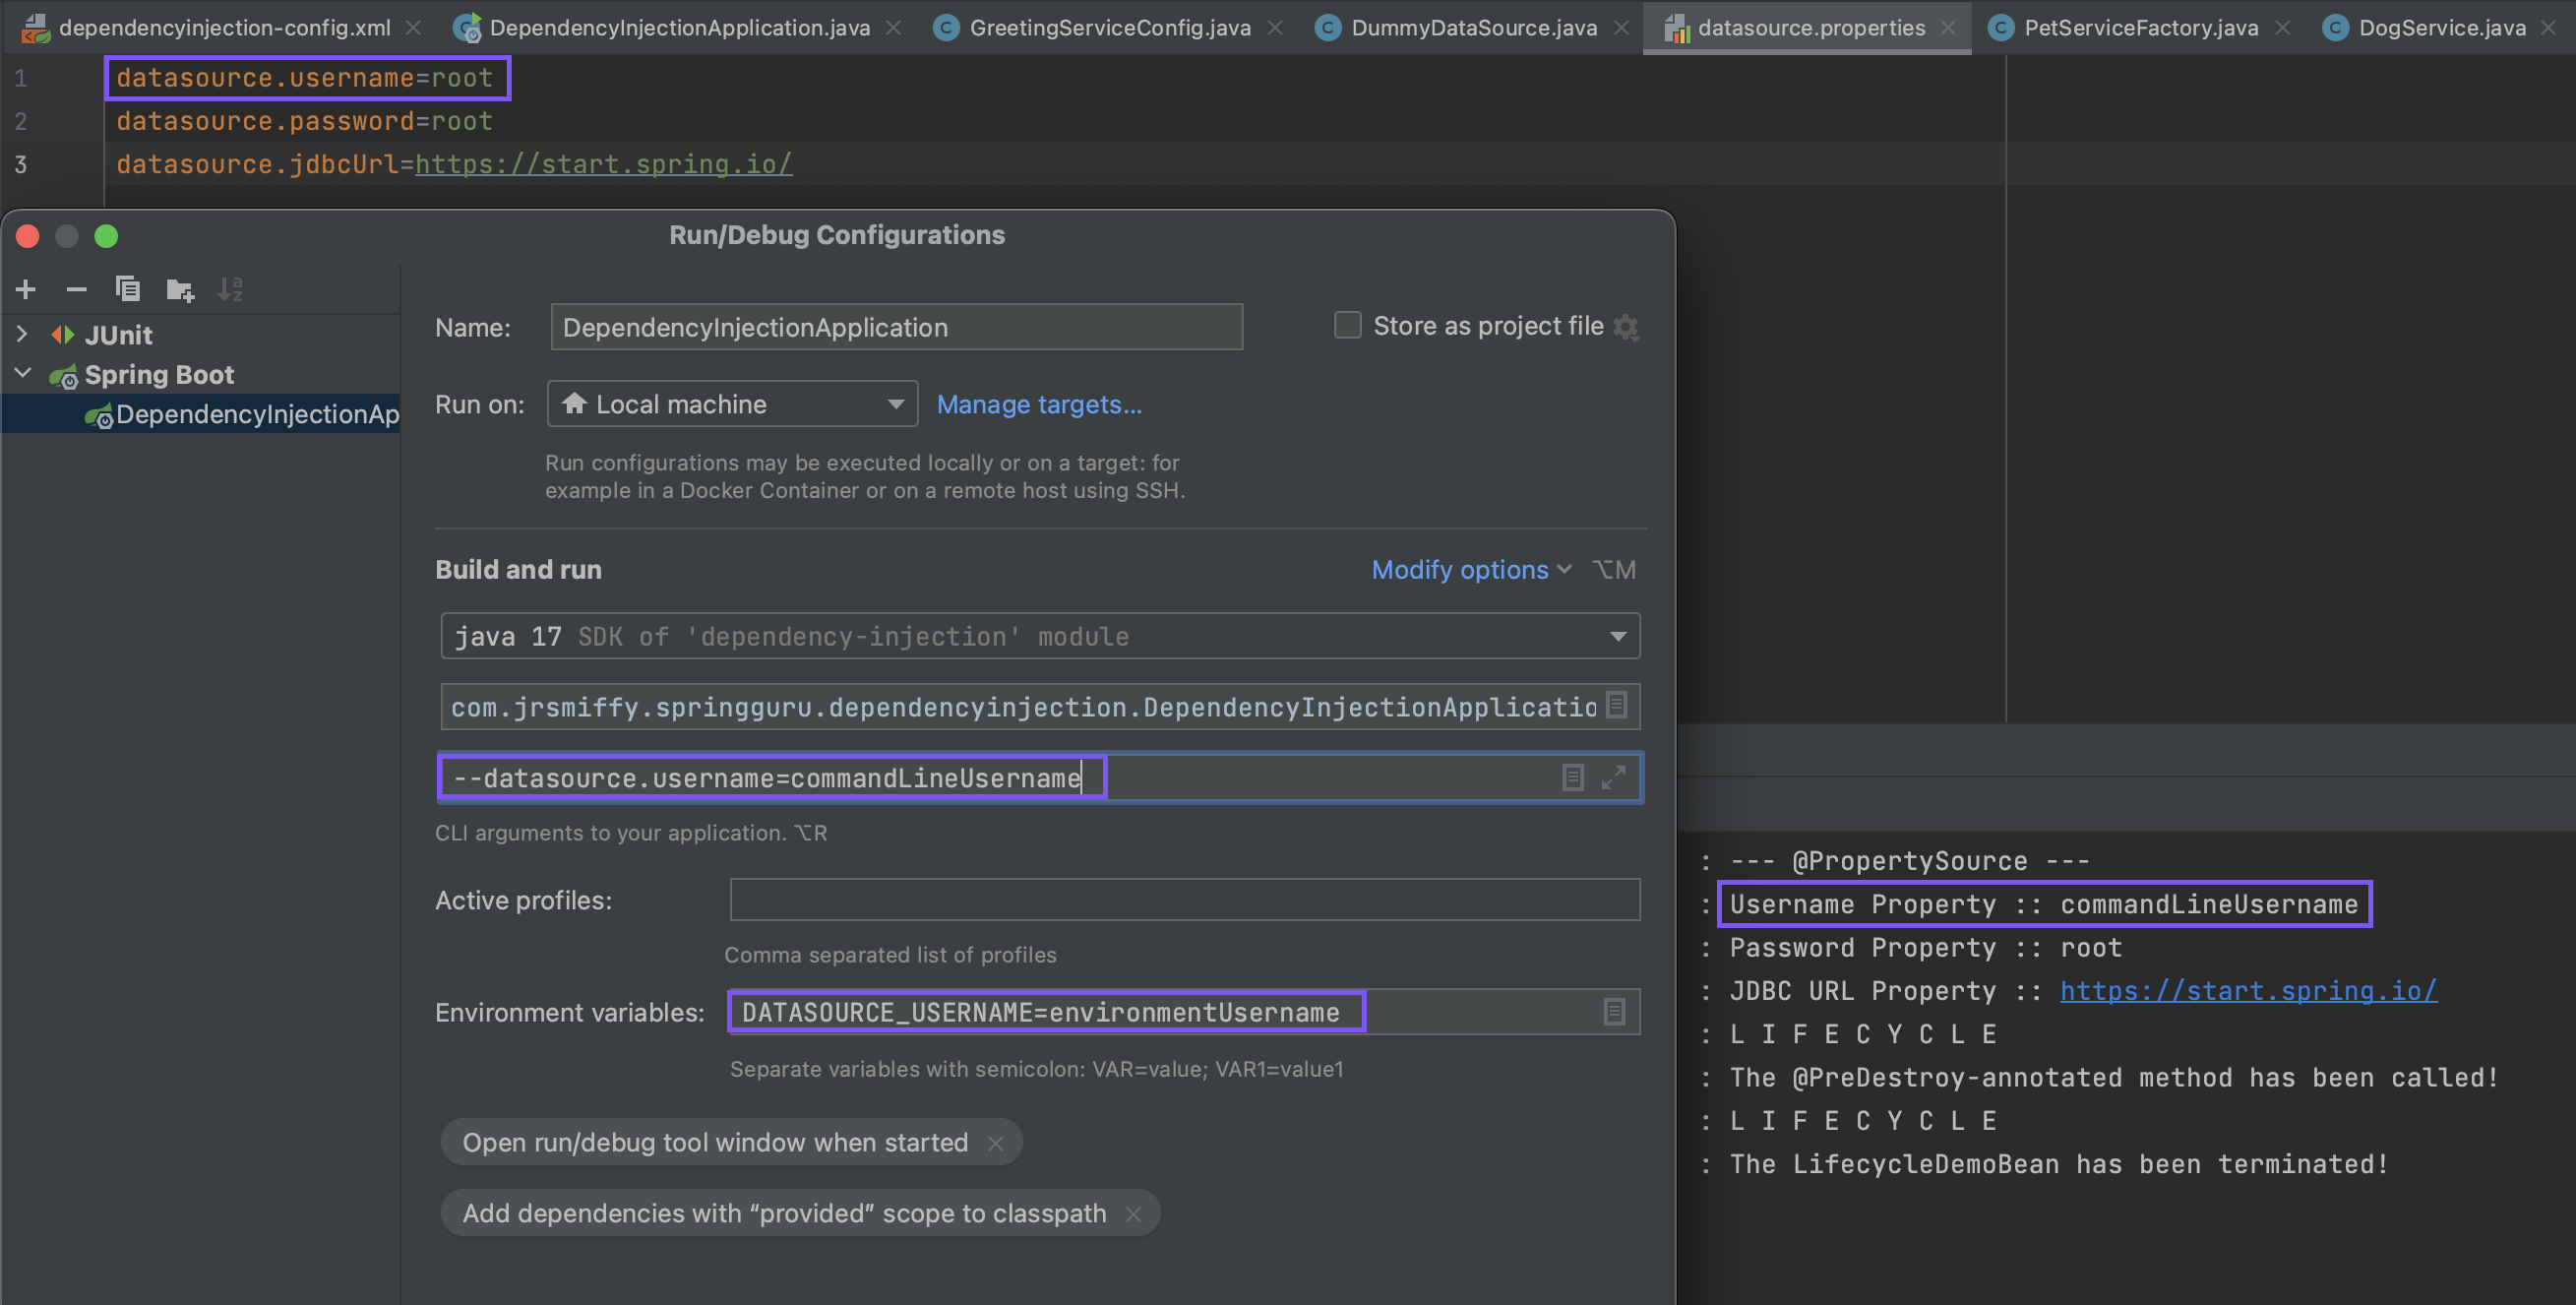 dependencyinjection-config.xml
DependencyInjectionApplication.java
GreetingServiceConfig.java
DummyDataSource.java
datasource.properties
PetServiceFactory.java
DogService.java
1 datasource.username=root
2 datasource.password=root
3 datasource.jdbcUrl=https://start.spring.io/
Run/Debug Configurations
JUnit
Spring Boot
DependencyInjectionAp
Name: DependencyInjectionApplication
Store as project file
Run on: Local machine
Manage targets...
Run configurations may be executed locally or on a target: for
example in a Docker Container or on a remote host using SSH.
Build and run
Modify options ⌥M
java 17 SDK of 'dependency-injection' module
com.jrsmiffy.springguru.dependencyinjection.DependencyInjectionApplicatio
--datasource.username=commandLineUsername
CLI arguments to your application. ⌥R
Active profiles:
Comma separated list of profiles
Environment variables: DATASOURCE_USERNAME=environmentUsername
Separate variables with semicolon: VAR=value; VAR1=value1
Open run/debug tool window when started
Add dependencies with “provided” scope to classpath
: --- @PropertySource ---
: Username Property :: commandLineUsername
: Password Property :: root
: JDBC URL Property :: https://start.spring.io/
: L I F E C Y C L E
: The @PreDestroy-annotated method has been called!
: L I F E C Y C L E
: The LifecycleDemoBean has been terminated!